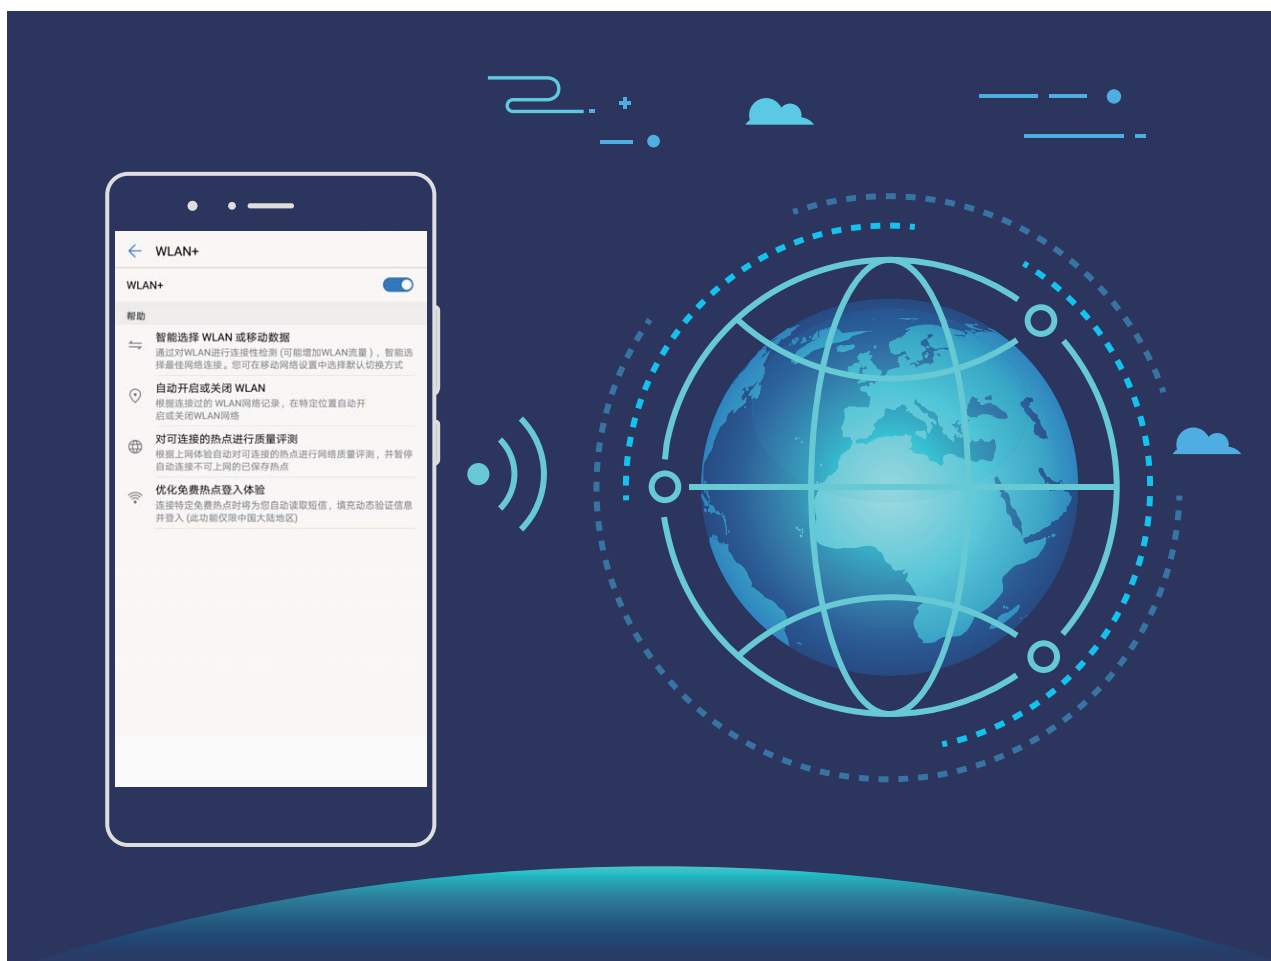 WLAN+
WLAN+
帮助
智能选择 WLAN 或移动数据
通过对WLAN进行连接性检测 (可能增加WLAN流量 )，智能选
择最佳网络连接。您可在移动网络设置中选择默认切换方式
自动开启或关闭 WLAN
根据连接过的 WLAN网络记录，在特定位置自动开
启或关闭WLAN网络
对可连接的热点进行质量评测
根据上网体验自动对可连接的热点进行网络质量评测，并暂停
自动连接不可上网的已保存热点
优化免费热点登入体验
连接特定免费热点时将为您自动读取短信，填充动态验证信息
并登入 (此功能仅限中国大陆地区)